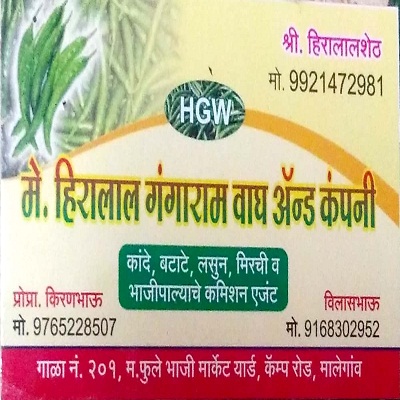 श्री. हिरालालशेठ
मो. 9921472981
HGW
मे. हिरालाल गंगाराम वाघ ॲन्ड कंपनी
कांदे, बटाटे, लसुन, मिरची व
भाजीपाल्याचे कमिशन एजंट
प्रोप्रा. किरणभाऊ
मो. 9765228507
विलासभाऊ
मो. 9168302952
गाळा नं. २०१, म.फुले भाजी मार्केट यार्ड, कॅम्प रोड, मालेगांव